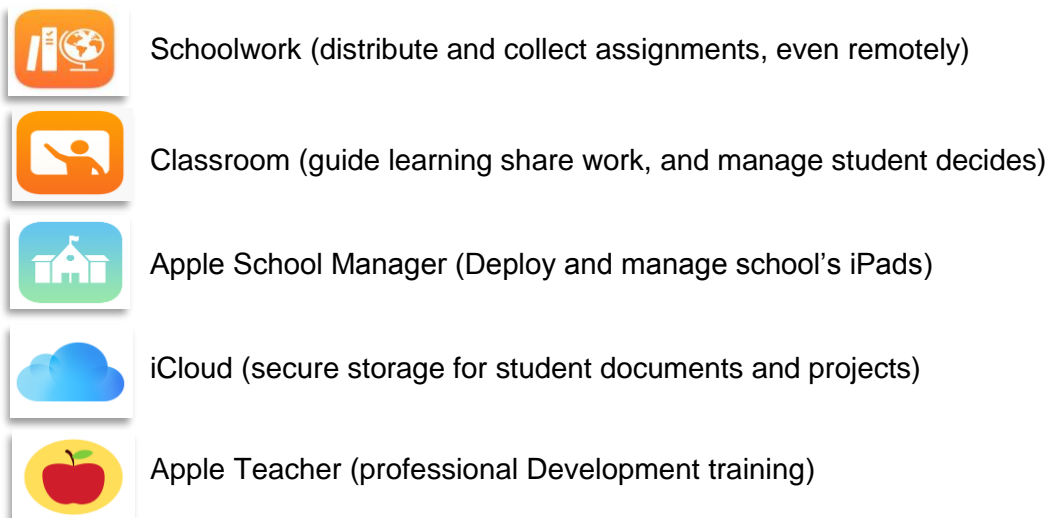 Schoolwork (distribute and collect assignments, even remotely)
Classroom (guide learning share work, and manage student decides)
Apple School Manager (Deploy and manage school’s iPads)
iCloud (secure storage for student documents and projects)
Apple Teacher (professional Development training)